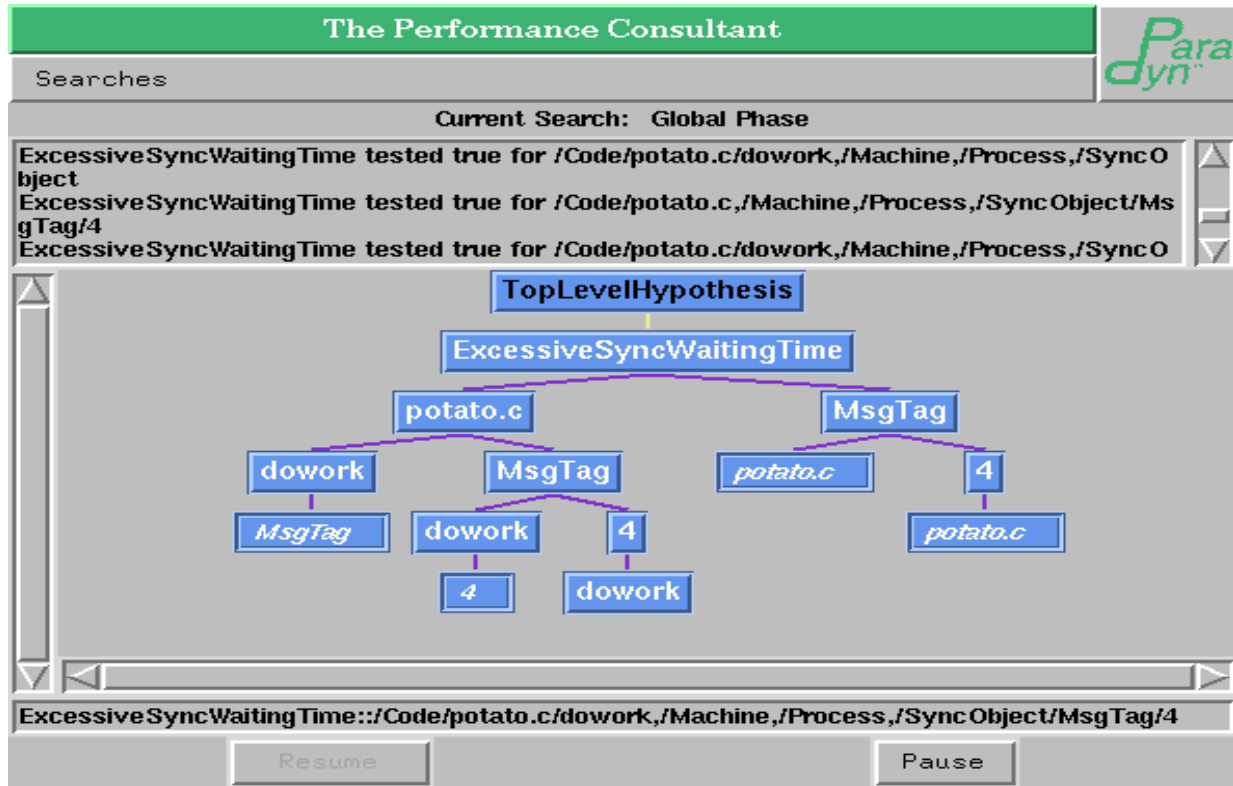 The Performance Consultant
Paradyn™
Searches
Current Search: Global Phase
ExcessiveSyncWaitingTime tested true for /Code/potato.c/dowork,/Machine,/Process,/SyncO
bject
ExcessiveSyncWaitingTime tested true for /Code/potato.c,/Machine,/Process,/SyncObject/Ms
gTag/4
ExcessiveSyncWaitingTime tested true for /Code/potato.c/dowork,/Machine,/Process,/SyncO
TopLevelHypothesis
ExcessiveSyncWaitingTime
potato.c MsgTag
dowork MsgTag potato.c 4
MsgTag dowork 4 potato.c
4 dowork
ExcessiveSyncWaitingTime::/Code/potato.c/dowork,/Machine,/Process,/SyncObject/MsgTag/4
Resume Pause